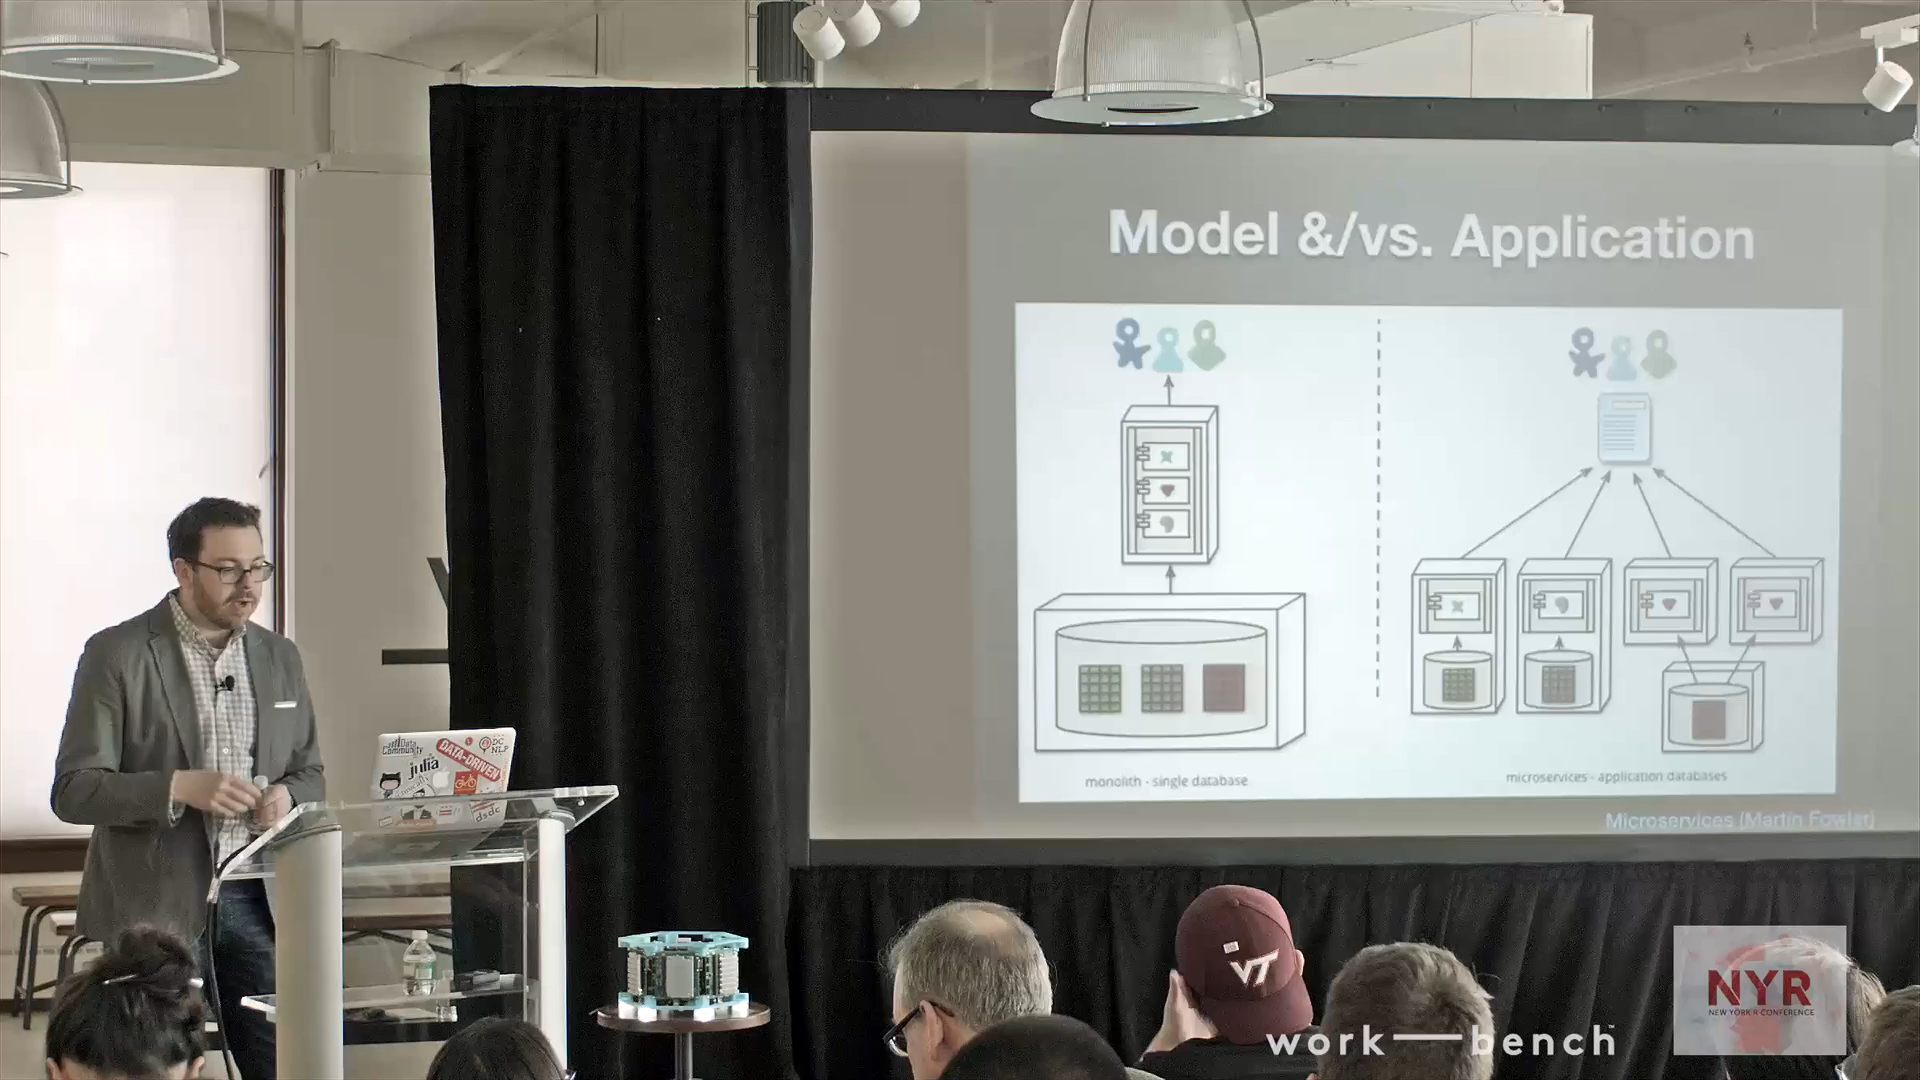 Model &/vs. Application
monolith - single database
microservices - application databases
Microservices (Martin Fowler)
Data
Community
DATA-DRIVEN
DC
NLP
julia
dsdc
VT
work—bench
NYR
NEW YORK R CONFERENCE